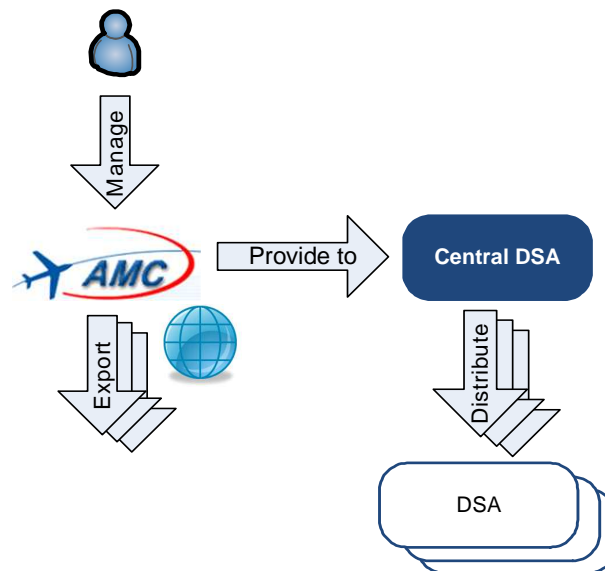 Manage
AMC
Provide to
Central DSA
Export
Distribute
DSA